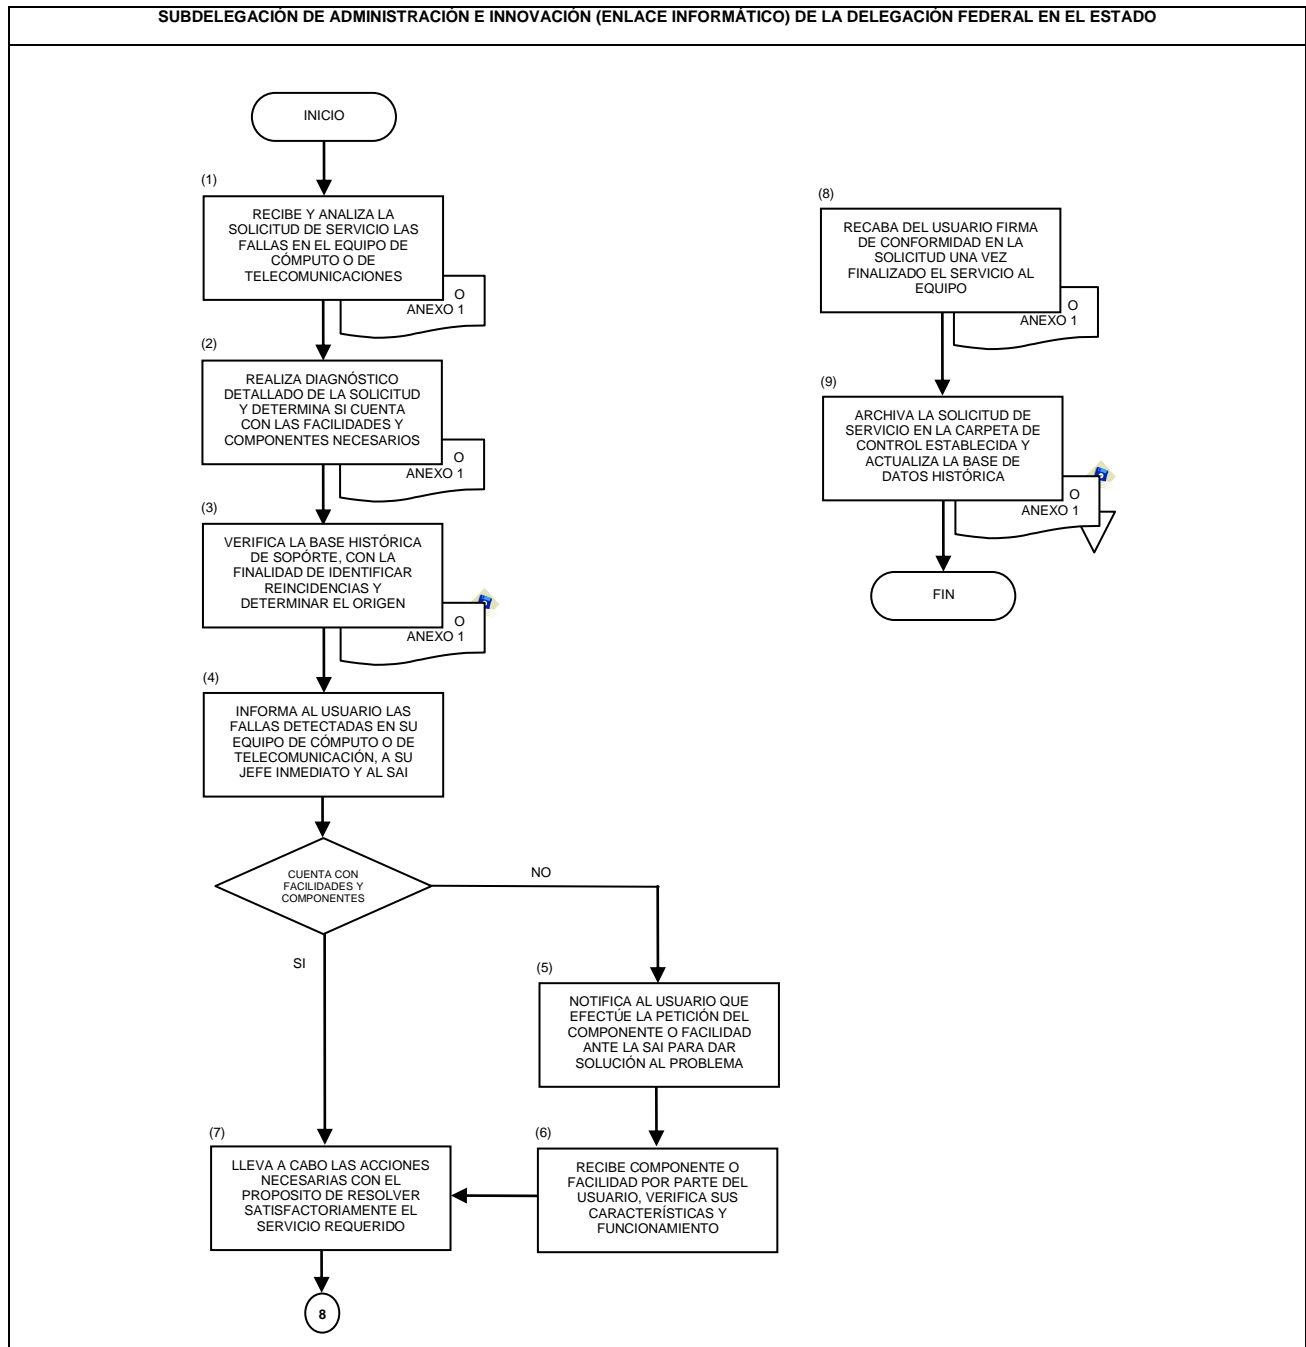 SUBDELEGACIÓN DE ADMINISTRACIÓN E INNOVACIÓN (ENLACE INFORMÁTICO) DE LA DELEGACIÓN FEDERAL EN EL ESTADO
INICIO
(1)
RECIBE Y ANALIZA LA
SOLICITUD DE SERVICIO LAS
FALLAS EN EL EQUIPO DE
CÓMPUTO O DE
TELECOMUNICACIONES
O
ANEXO 1
(2)
REALIZA DIAGNÓSTICO
DETALLADO DE LA SOLICITUD
Y DETERMINA SI CUENTA
CON LAS FACILIDADES Y
COMPONENTES NECESARIOS
O
ANEXO 1
(3)
VERIFICA LA BASE HISTÓRICA
DE SOPÓRTE, CON LA
FINALIDAD DE IDENTIFICAR
REINCIDENCIAS Y
DETERMINAR EL ORIGEN
O
ANEXO 1
(4)
INFORMA AL USUARIO LAS
FALLAS DETECTADAS EN SU
EQUIPO DE CÓMPUTO O DE
TELECOMUNICACIÓN, A SU
JEFE INMEDIATO Y AL SAI
CUENTA CON
FACILIDADES Y
COMPONENTES
NO
SI
(5)
NOTIFICA AL USUARIO QUE
EFECTÚE LA PETICIÓN DEL
COMPONENTE O FACILIDAD
ANTE LA SAI PARA DAR
SOLUCIÓN AL PROBLEMA
(6)
RECIBE COMPONENTE O
FACILIDAD POR PARTE DEL
USUARIO, VERIFICA SUS
CARACTERÍSTICAS Y
FUNCIONAMIENTO
(7)
LLEVA A CABO LAS ACCIONES
NECESARIAS CON EL
PROPOSITO DE RESOLVER
SATISFACTORIAMENTE EL
SERVICIO REQUERIDO
8
(8)
RECABA DEL USUARIO FIRMA
DE CONFORMIDAD EN LA
SOLICITUD UNA VEZ
FINALIZADO EL SERVICIO AL
EQUIPO
O
ANEXO 1
(9)
ARCHIVA LA SOLICITUD DE
SERVICIO EN LA CARPETA DE
CONTROL ESTABLECIDA Y
ACTUALIZA LA BASE DE
DATOS HISTÓRICA
O
ANEXO 1
FIN